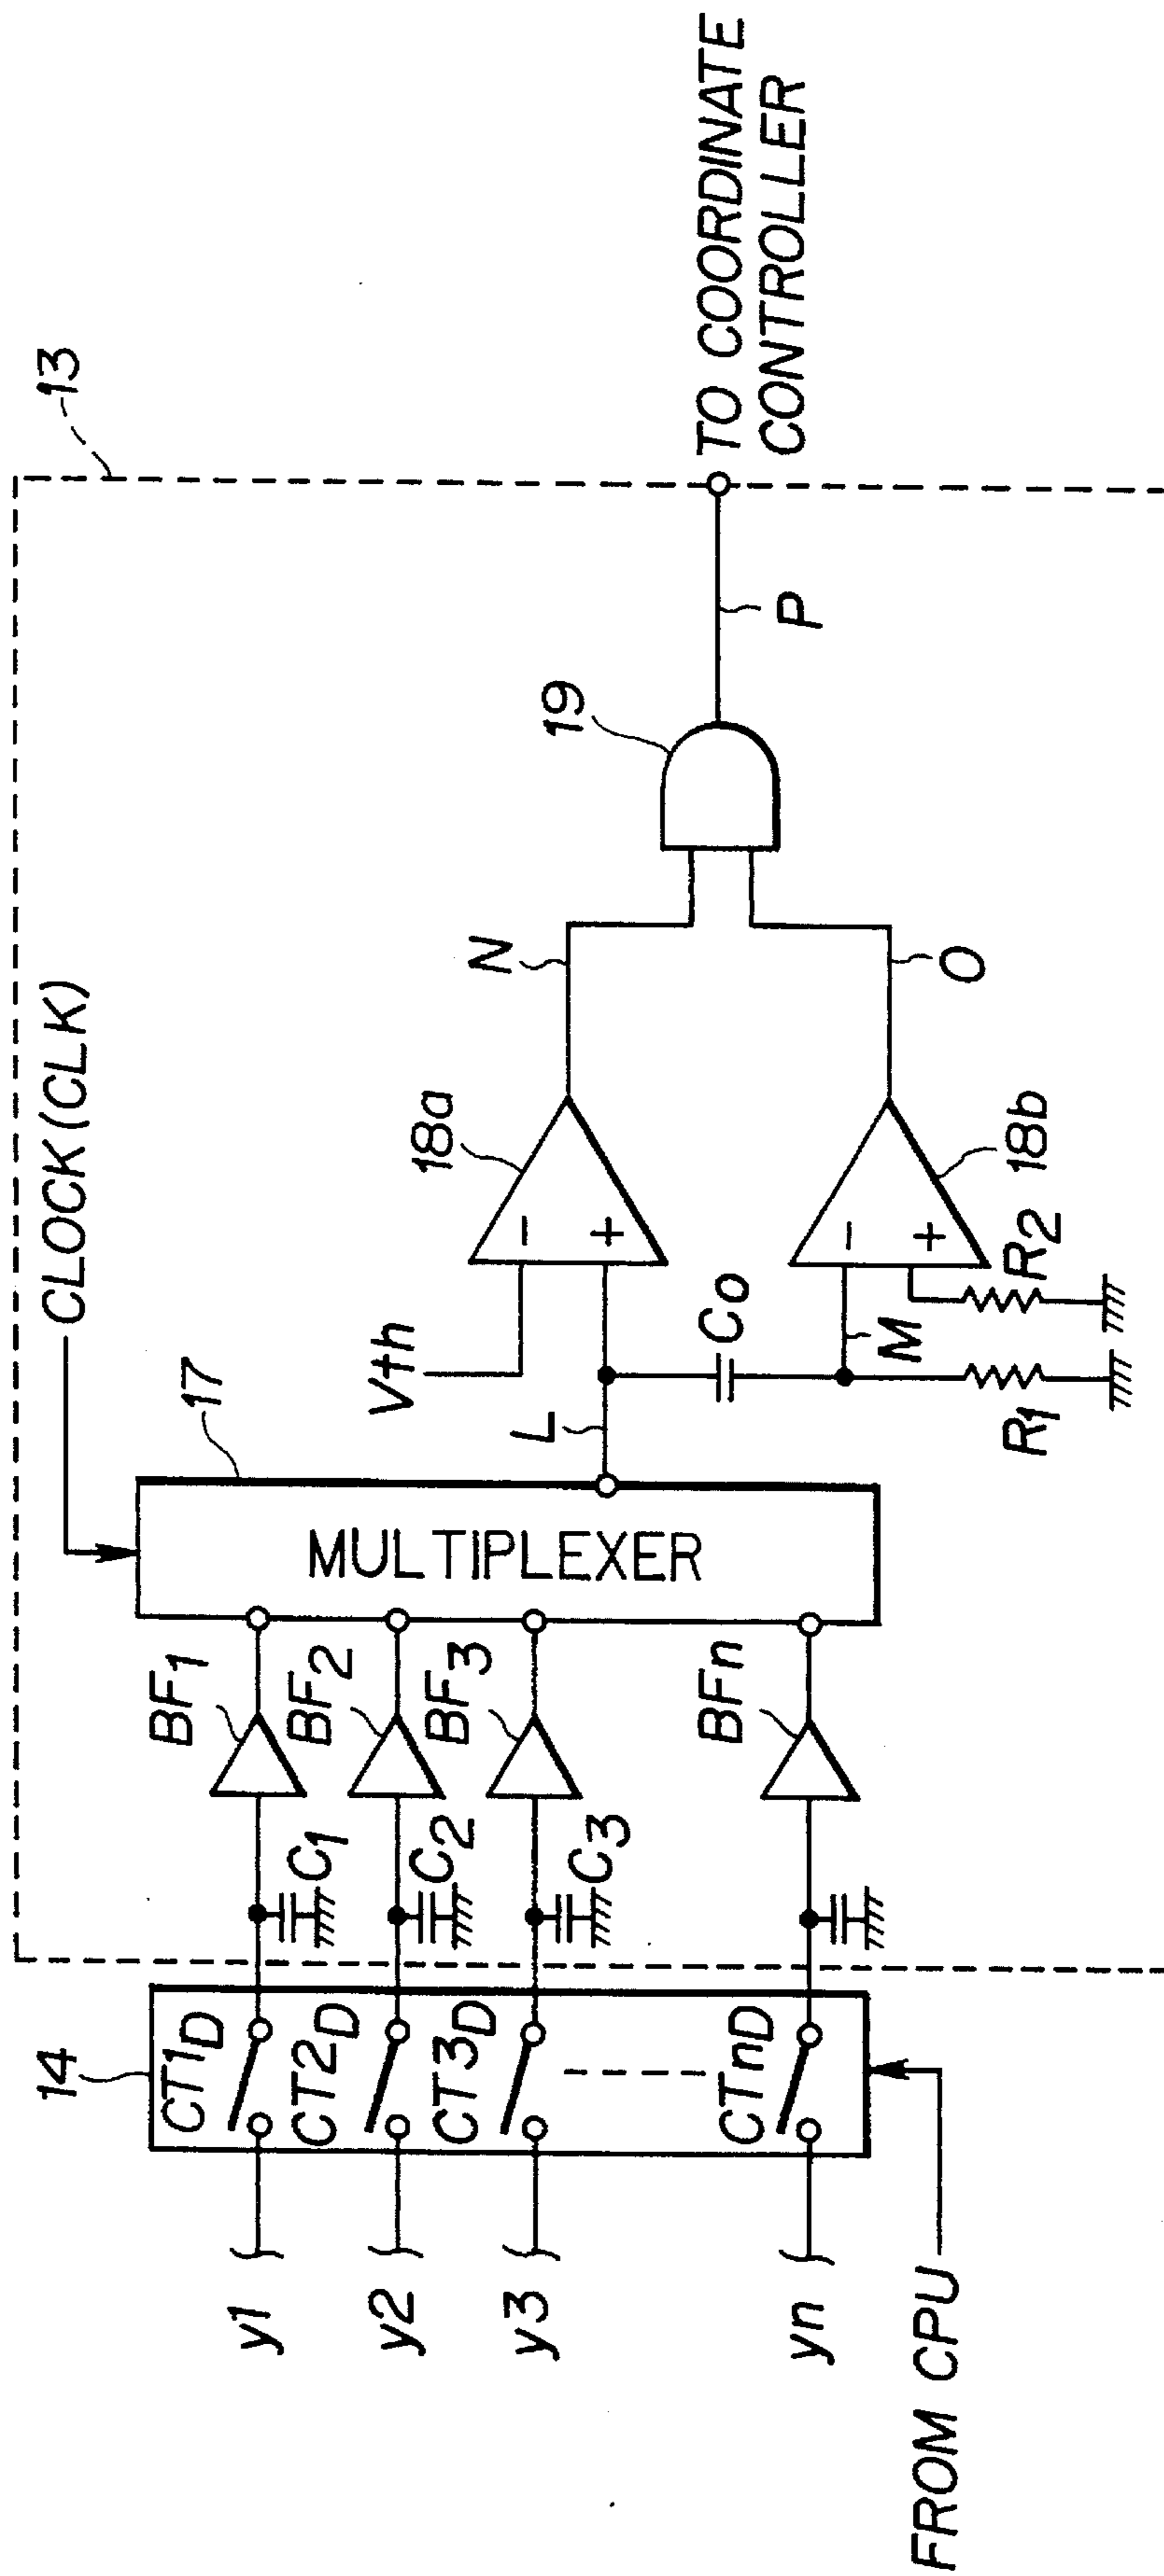 13
CLOCK (CLK)
14
CT1D
CT2D
CT3D
CTnD
y1
y2
y3
yn
FROM CPU
C1
C2
C3
BF1
BF2
BF3
BFn
17
MULTIPLEXER
L
Vth
C0
M
R1
R2
18a
-
+
18b
-
+
N
O
19
P
TO COORDINATE
CONTROLLER